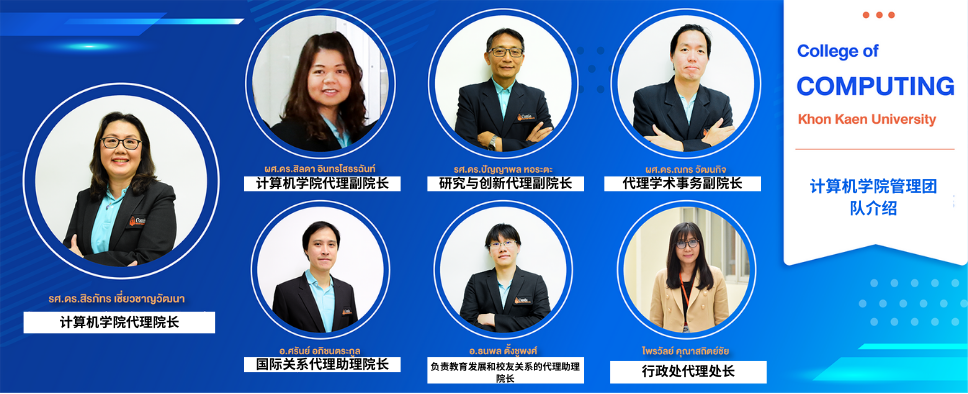 College of
COMPUTING
Khon Kaen University
计算机学院管理团
队介绍
รศ.ดร.สิรภัทร เชี่ยวชาญวัฒนา
计算机学院代理院长
ผศ.ดร.สิลดา อินทรโสธรฉันท์
计算机学院代理副院长
รศ.ดร.ปัญญาพล หอระตะ
研究与创新代理副院长
ผศ.ดร.ณกร วัฒนกิจ
代理学术事务副院长
อ.ศรันย์ อภิชนตระกูล
国际关系代理助理院长
อ.ธนพล ตั้งชูพงศ์
负责教育发展和校友关系的代理助理
院长
ไพรวัลย์ คุณาสถิตย์ชัย
行政处代理处长